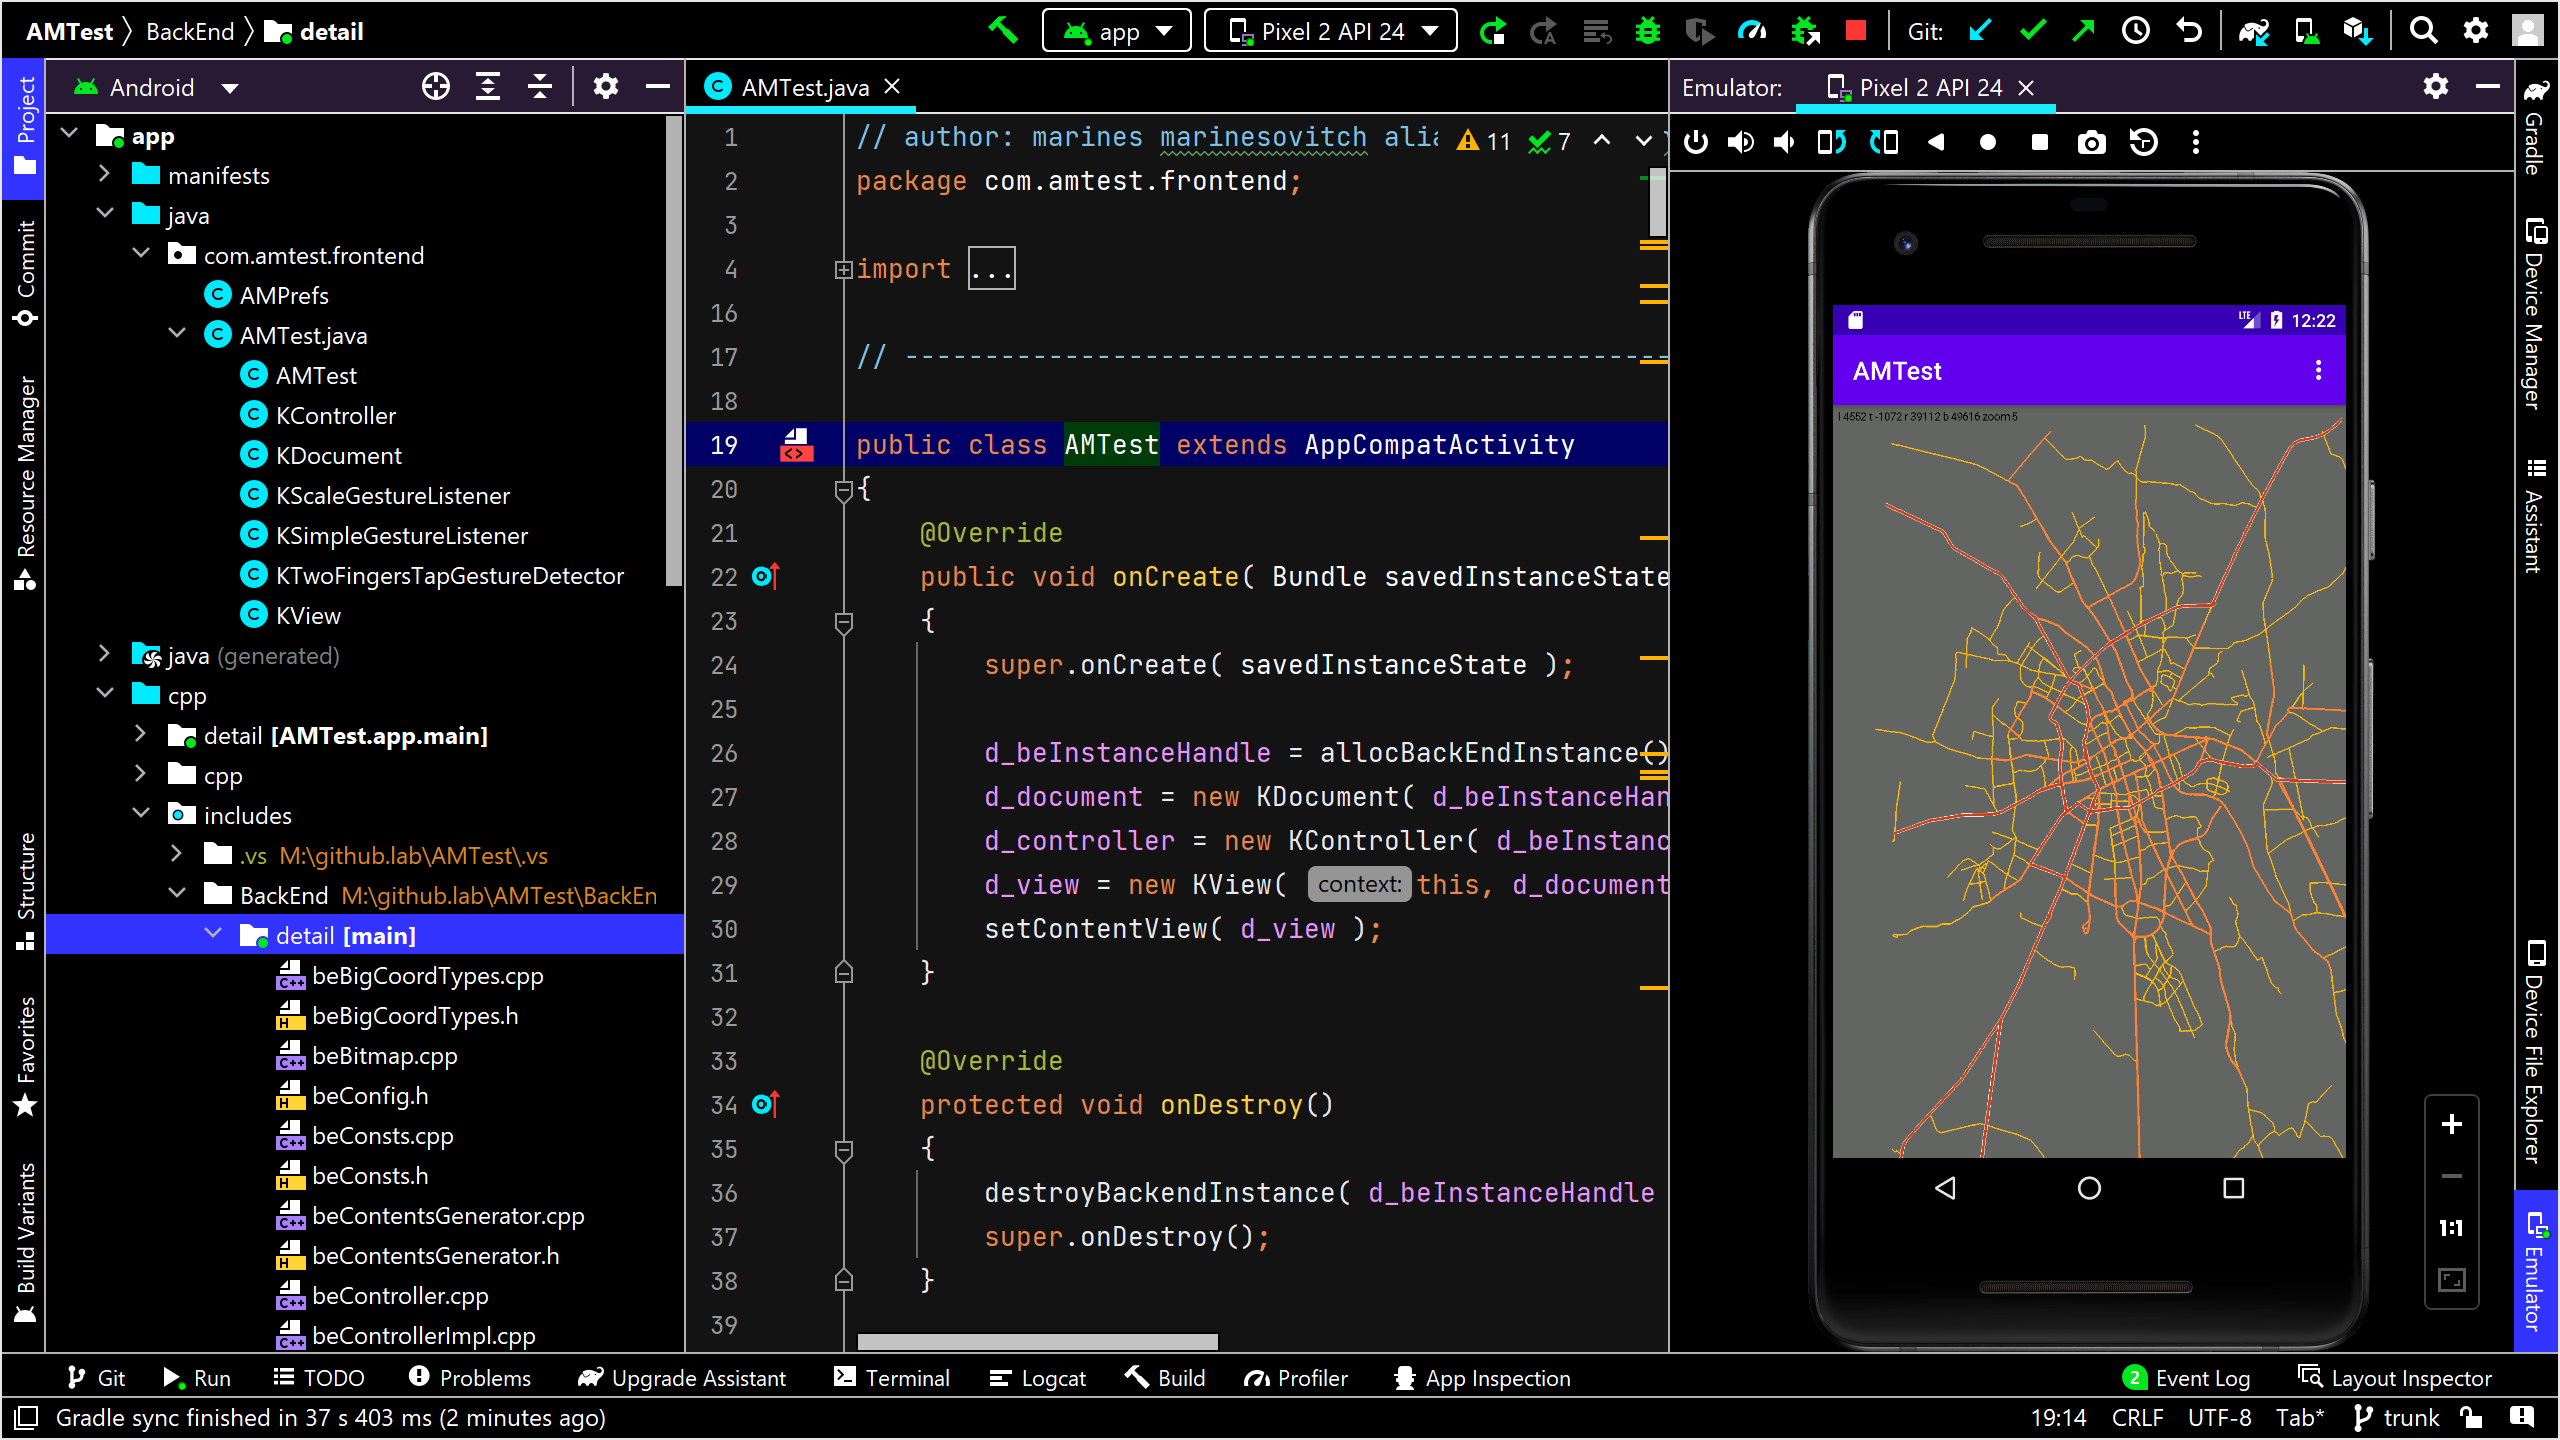 AMTest BackEnd detail
app
Pixel 2 API 24
Git:
Project
Commit
Resource Manager
Structure
Favorites
Build Variants
Android
app
manifests
java
com.amtest.frontend
AMPrefs
AMTest.java
AMTest
KController
KDocument
KScaleGestureListener
KSimpleGestureListener
KTwoFingersTapGestureDetector
KView
java (generated)
cpp
detail [AMTest.app.main]
cpp
includes
.vs M:\github.lab\AMTest\.vs
BackEnd M:\github.lab\AMTest\BackEn
detail [main]
beBigCoordTypes.cpp
beBigCoordTypes.h
beBitmap.cpp
beConfig.h
beConsts.cpp
beConsts.h
beContentsGenerator.cpp
beContentsGenerator.h
beController.cpp
beControllerImpl.cpp
AMTest.java
11 7
1 // author: marines marinesovitch alia
2 package com.amtest.frontend;
3
4 import ...
16
17 // ------------------------------------------------
18
19 public class AMTest extends AppCompatActivity
20 {
21 @Override
22 public void onCreate( Bundle savedInstanceState
23 {
24 super.onCreate( savedInstanceState );
25
26 d_beInstanceHandle = allocBackEndInstance()
27 d_document = new KDocument( d_beInstanceHan
28 d_controller = new KController( d_beInstanc
29 d_view = new KView( context: this, d_document
30 setContentView( d_view );
31 }
32
33 @Override
34 protected void onDestroy()
35 {
36 destroyBackendInstance( d_beInstanceHandle
37 super.onDestroy();
38 }
39
Emulator: Pixel 2 API 24
LTE 12:22
AMTest
l 4552 t -1072 r 39112 b 49616 zoom 5
1:1
Gradle
Device Manager
Assistant
Device File Explorer
Emulator
Git Run TODO Problems Upgrade Assistant Terminal Logcat Build Profiler App Inspection 2 Event Log Layout Inspector
Gradle sync finished in 37 s 403 ms (2 minutes ago) 19:14 CRLF UTF-8 Tab* trunk